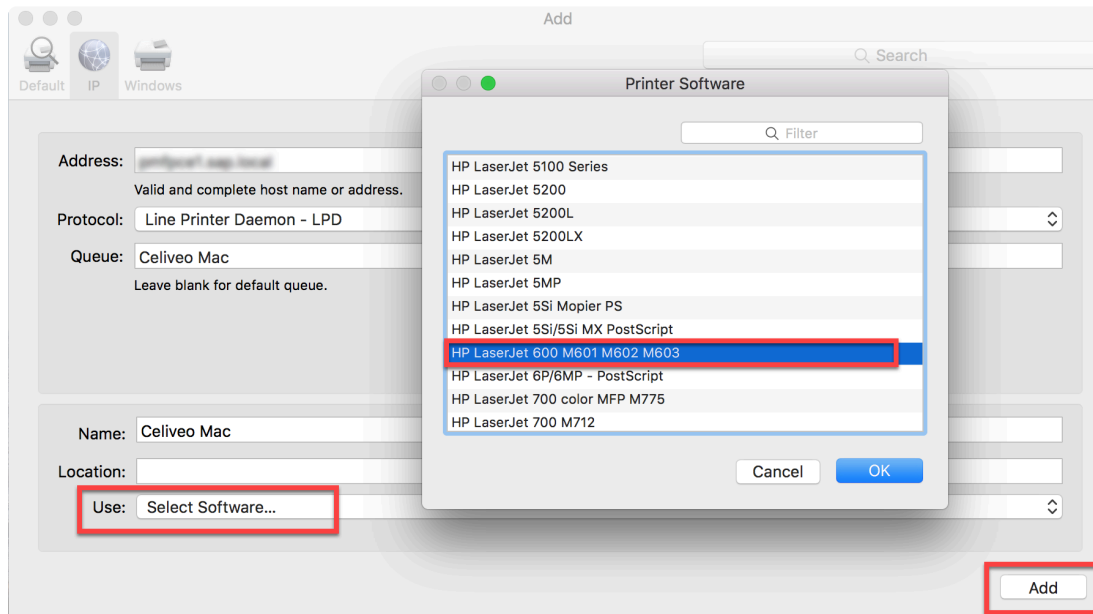 Add
Search
Default IP Windows
Printer Software
Filter
Address:
Valid and complete host name or address.
Protocol: Line Printer Daemon - LPD
Queue: Celiveo Mac
Leave blank for default queue.
HP LaserJet 5100 Series
HP LaserJet 5200
HP LaserJet 5200L
HP LaserJet 5200LX
HP LaserJet 5M
HP LaserJet 5MP
HP LaserJet 5Si Mopier PS
HP LaserJet 5Si/5Si MX PostScript
HP LaserJet 600 M601 M602 M603
HP LaserJet 6P/6MP - PostScript
HP LaserJet 700 color MFP M775
HP LaserJet 700 M712
Cancel OK
Name: Celiveo Mac
Location:
Use: Select Software...
Add